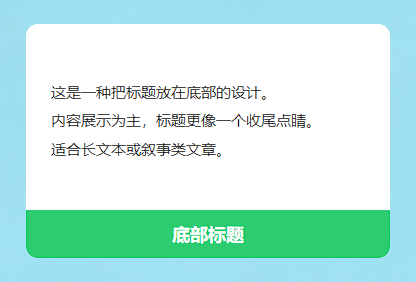 这是一种把标题放在底部的设计。
内容展示为主，标题更像一个收尾点睛。
适合长文本或叙事类文章。
底部标题